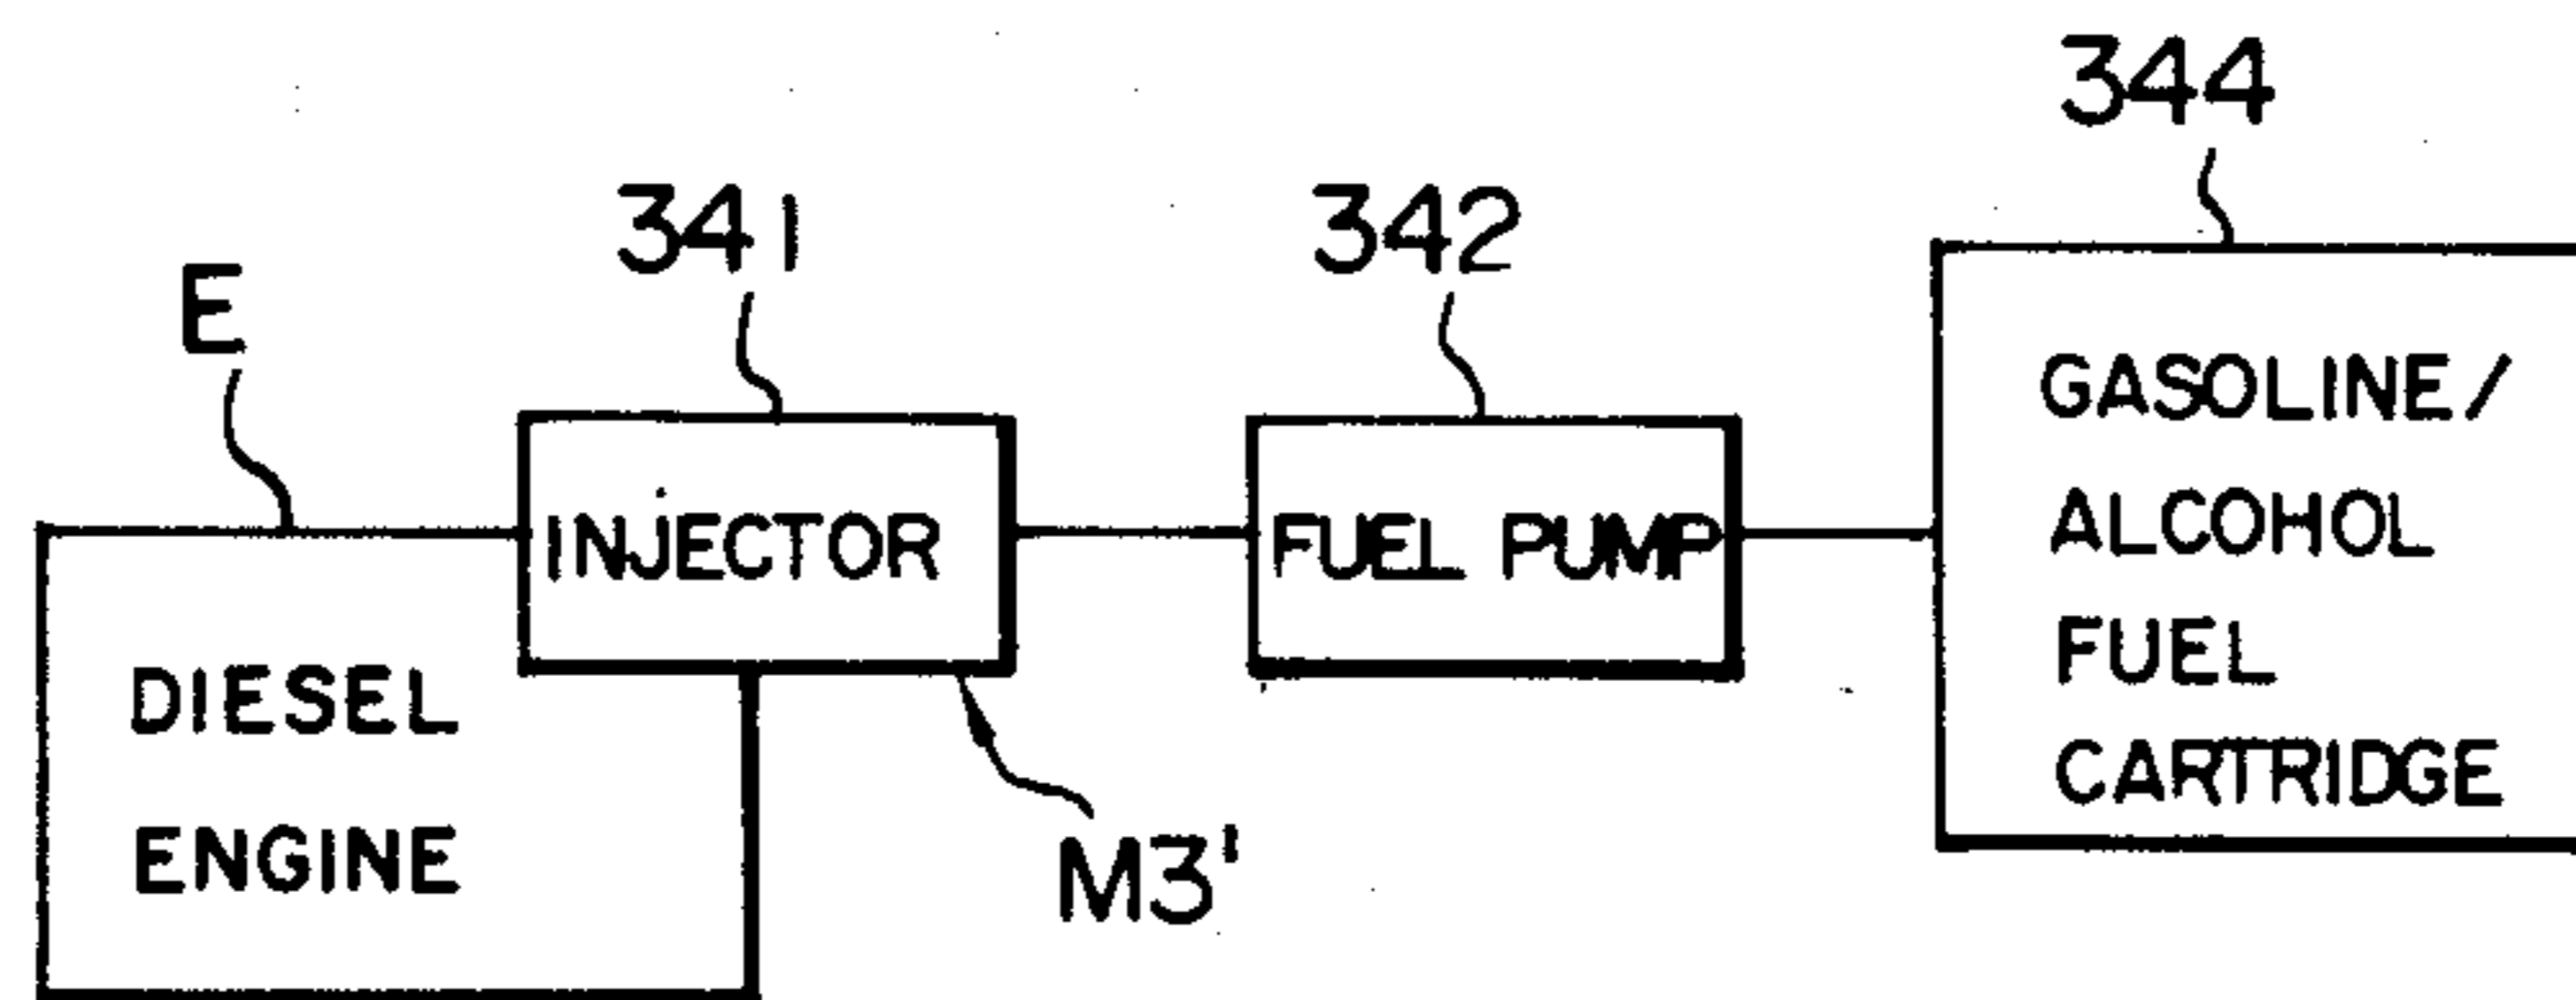 344
341
342
E
GASOLINE/
ALCOHOL
FUEL
CARTRIDGE
INJECTOR
FUEL PUMP
DIESEL
ENGINE
M3'